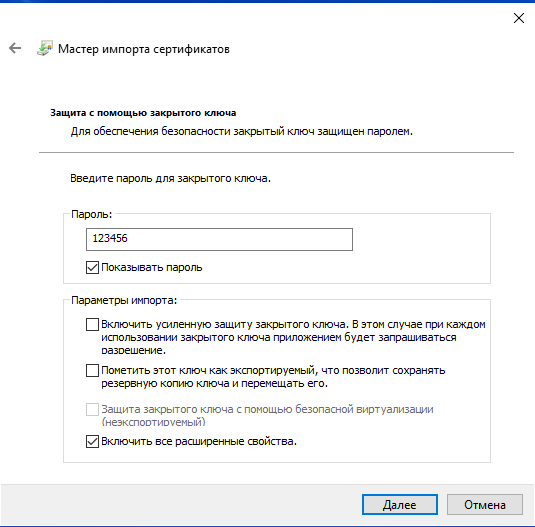 Мастер импорта сертификатов
Защита с помощью закрытого ключа
Для обеспечения безопасности закрытый ключ защищен паролем.
Введите пароль для закрытого ключа.
Пароль:
123456
Показывать пароль
Параметры импорта:
Включить усиленную защиту закрытого ключа. В этом случае при каждом
использовании закрытого ключа приложением будет запрашиваться
разрешение.
Пометить этот ключ как экспортируемый, что позволит сохранять
резервную копию ключа и перемещать его.
Защита закрытого ключа с помощью безопасной виртуализации
(неэкспортируемый)
Включить все расширенные свойства.
Далее
Отмена